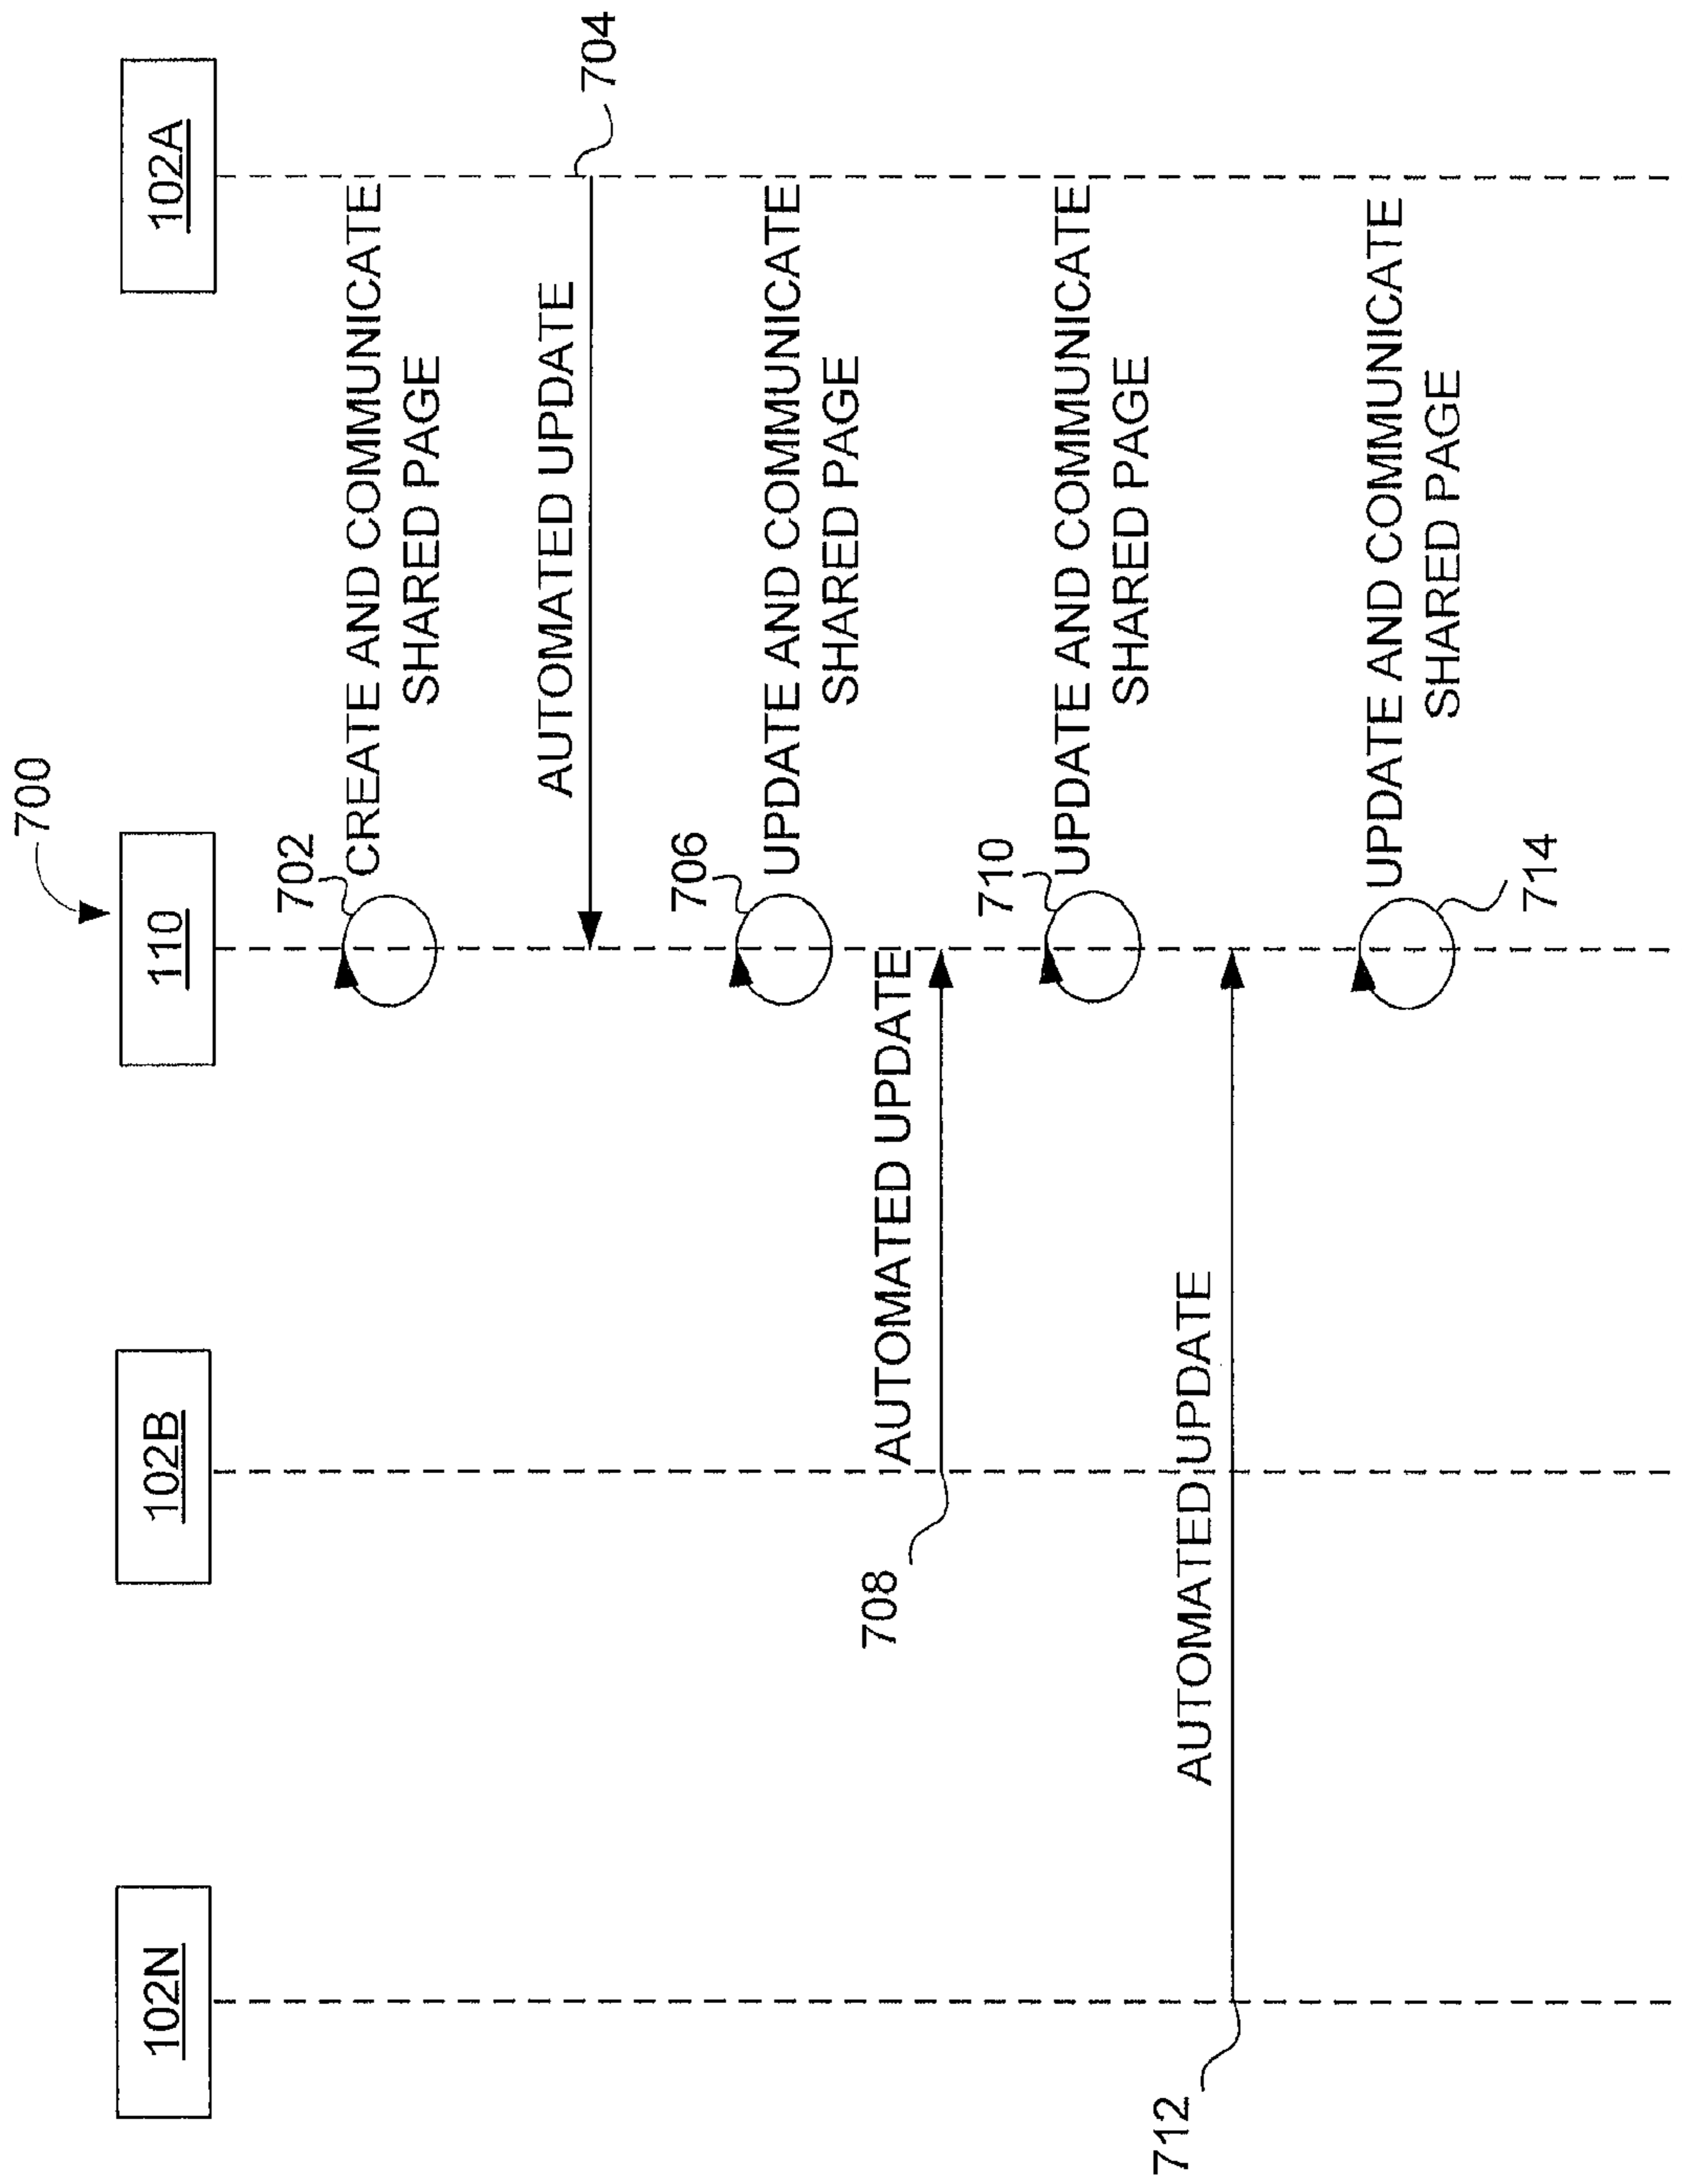 700
102N
102B
110
102A
702
CREATE AND COMMUNICATE
SHARED PAGE
AUTOMATED UPDATE
704
706
UPDATE AND COMMUNICATE
SHARED PAGE
AUTOMATED UPDATE
708
710
UPDATE AND COMMUNICATE
SHARED PAGE
AUTOMATED UPDATE
712
UPDATE AND COMMUNICATE
SHARED PAGE
714